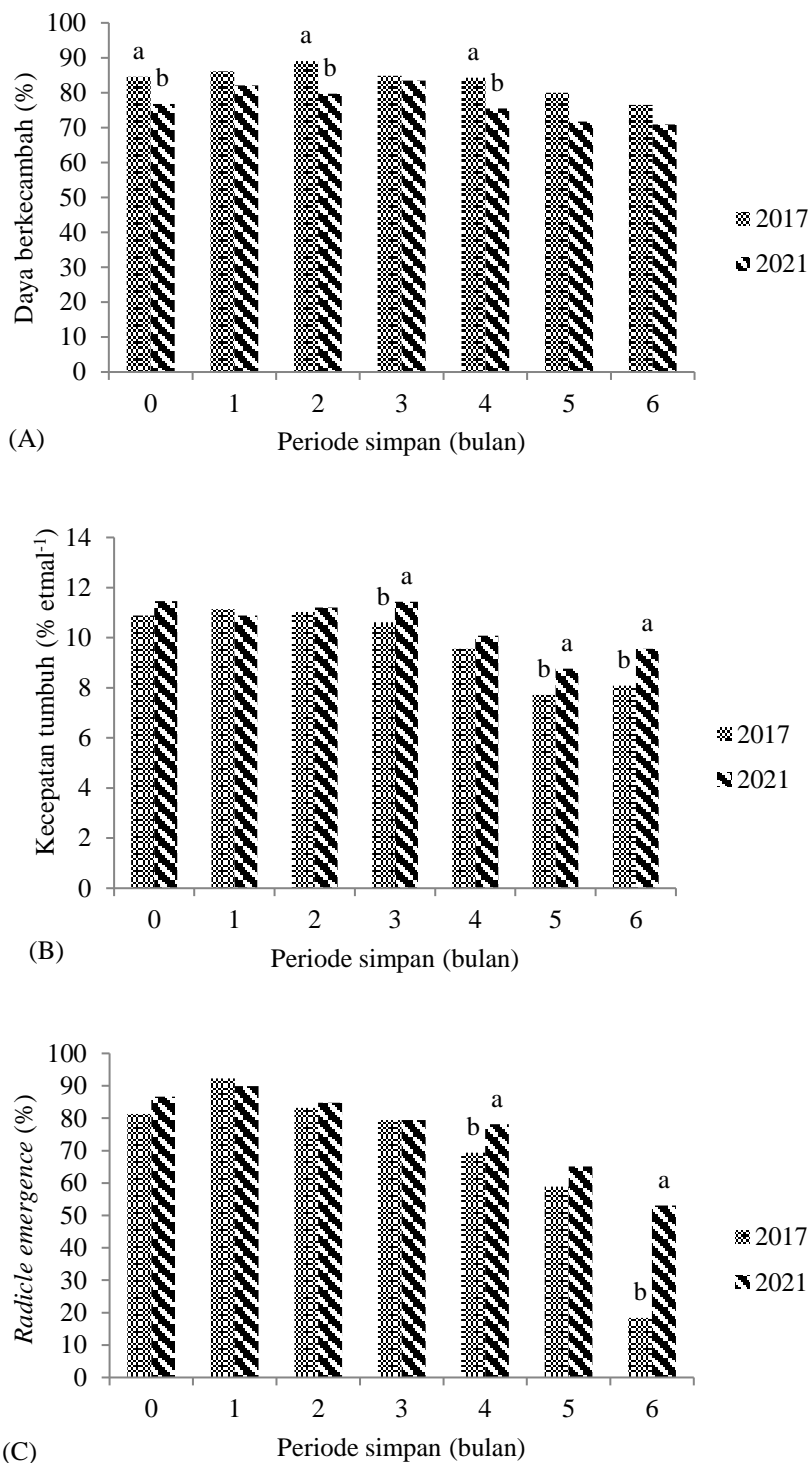 Daya berkecambah (%)
100
90
80
70
60
50
40
30
20
10
0
a
b
a
b
a
b
0 1 2 3 4 5 6
Periode simpan (bulan)
2017
2021
(A)
Kecepatan tumbuh (% etmal-1)
14
12
10
8
6
4
2
0
b
a
b
a
b
a
0 1 2 3 4 5 6
Periode simpan (bulan)
2017
2021
(B)
Radicle emergence (%)
100
90
80
70
60
50
40
30
20
10
0
b
a
b
a
0 1 2 3 4 5 6
Periode simpan (bulan)
2017
2021
(C)